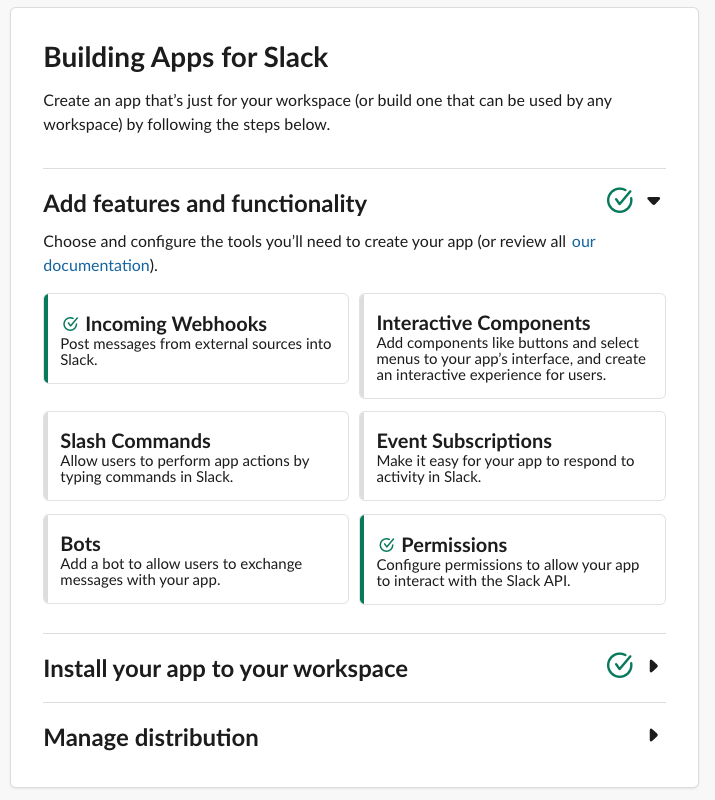 Building Apps for Slack
Create an app that’s just for your workspace (or build one that can be used by any
workspace) by following the steps below.
Add features and functionality
Choose and configure the tools you’ll need to create your app (or review all our
documentation).
Incoming Webhooks
Post messages from external sources into
Slack.
Interactive Components
Add components like buttons and select
menus to your app’s interface, and create
an interactive experience for users.
Slash Commands
Allow users to perform app actions by
typing commands in Slack.
Event Subscriptions
Make it easy for your app to respond to
activity in Slack.
Bots
Add a bot to allow users to exchange
messages with your app.
Permissions
Configure permissions to allow your app
to interact with the Slack API.
Install your app to your workspace
Manage distribution